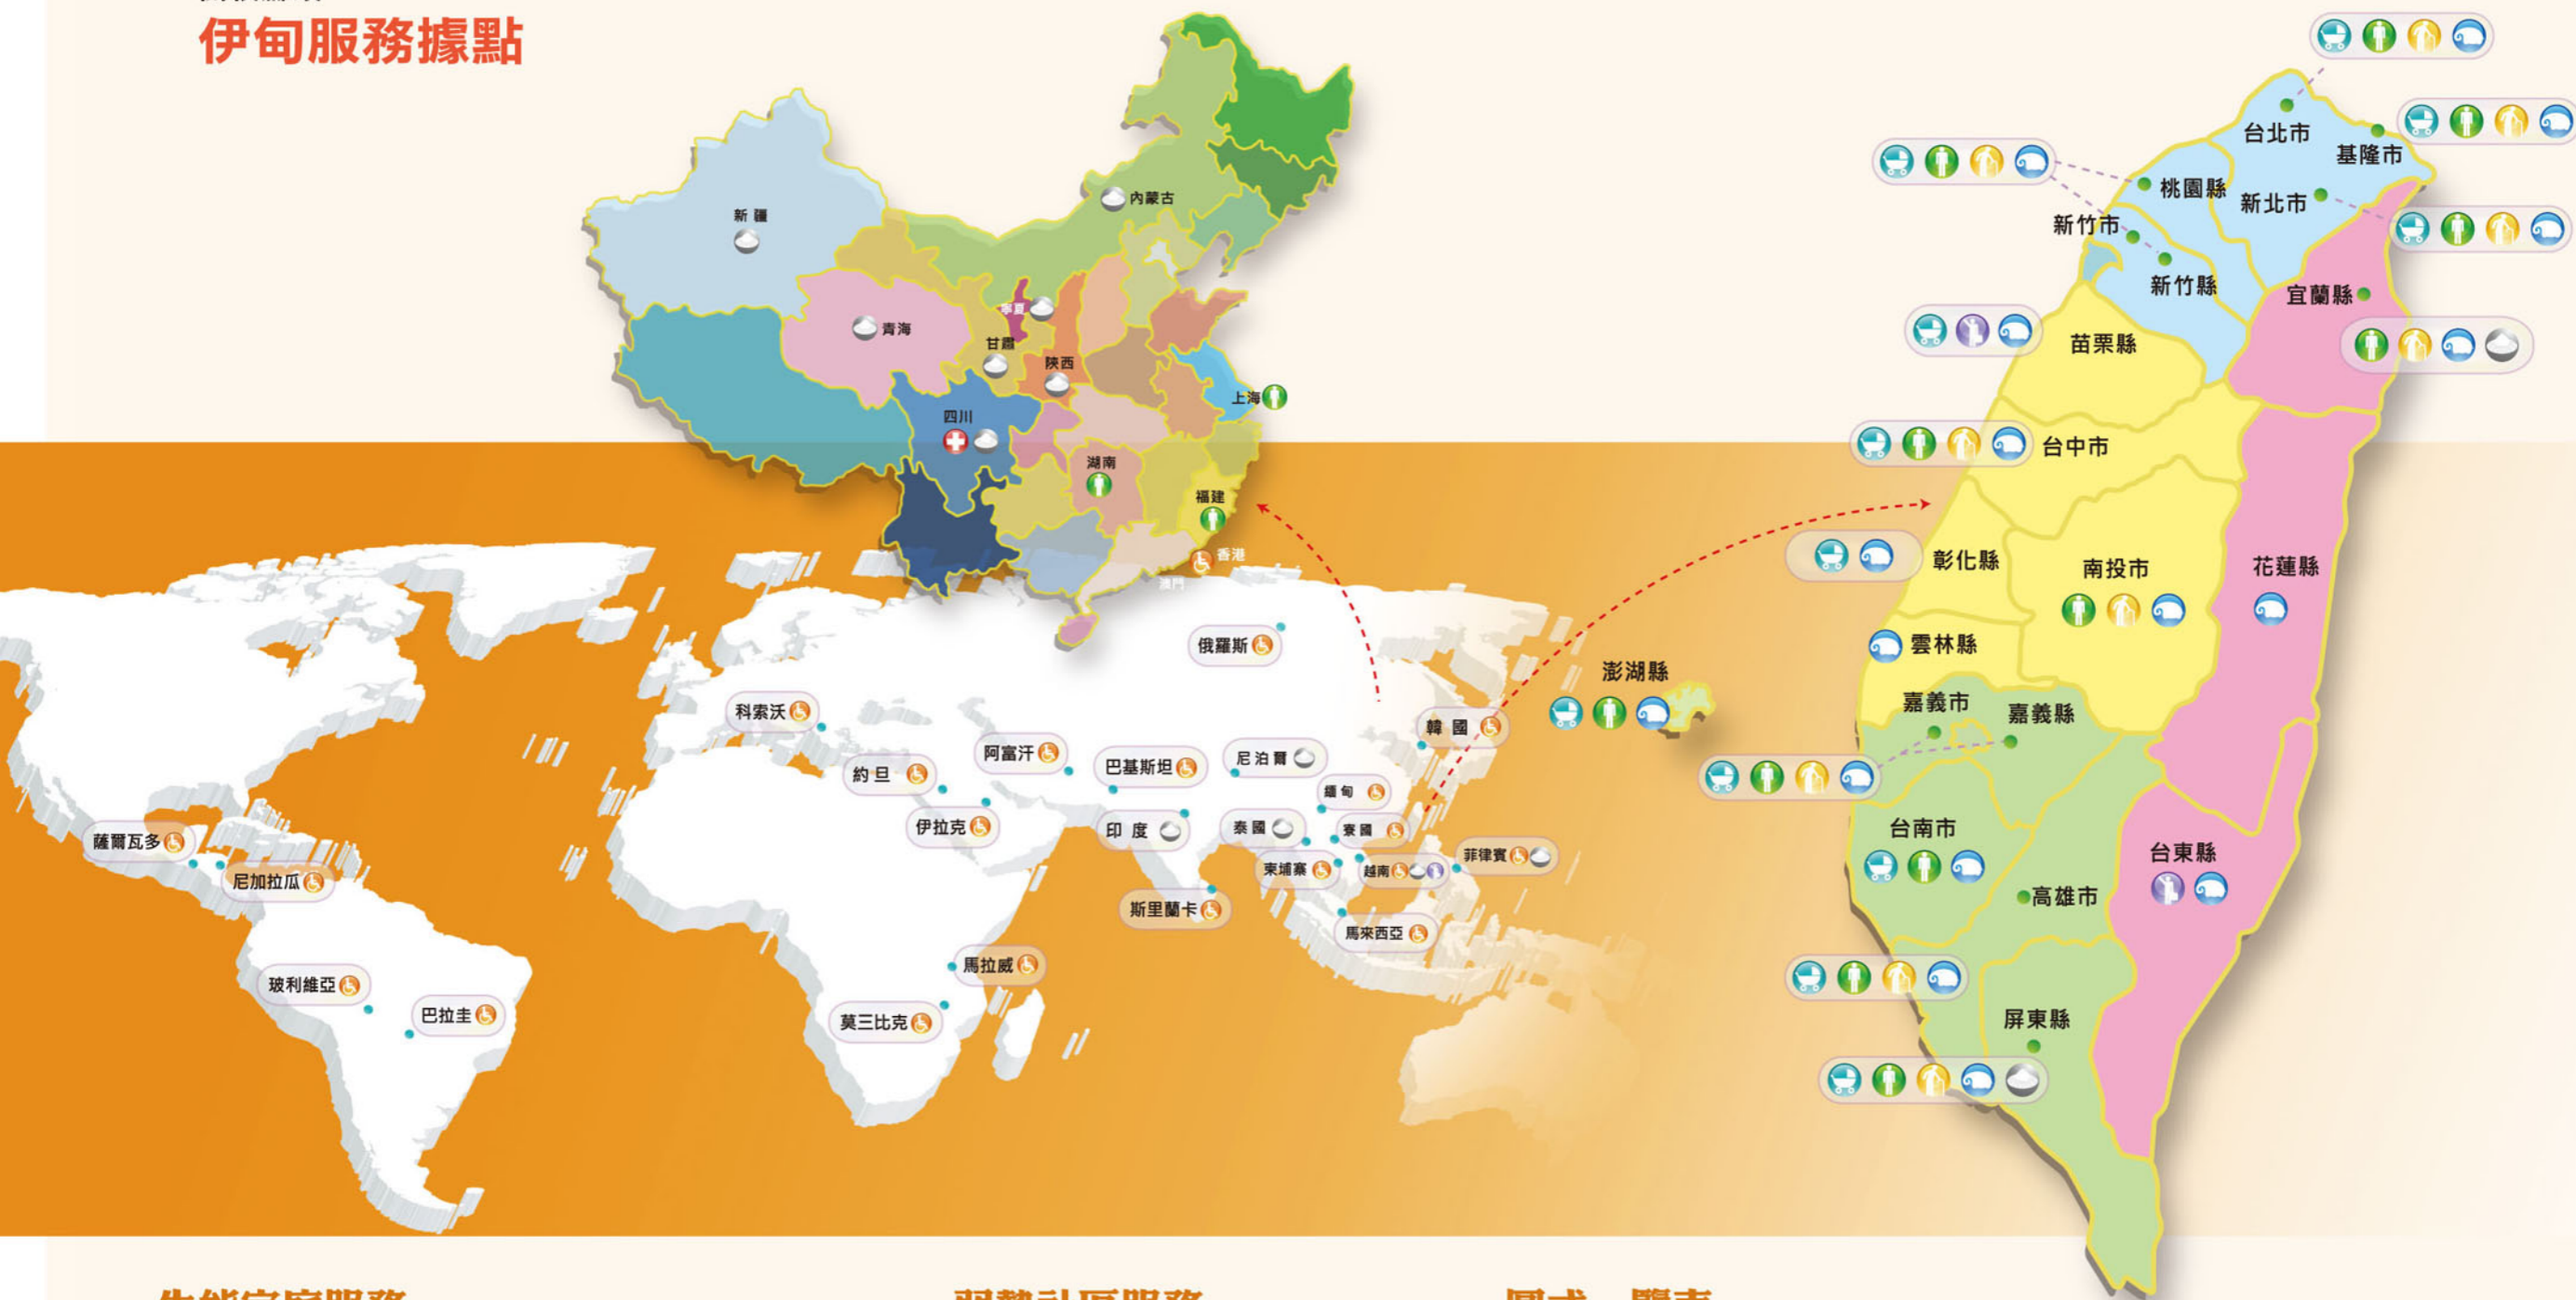 伊甸服務據點
新疆
內蒙古
寧夏
青海
甘肅
陝西
上海
四川
湖南
福建
香港
澳門
台北市
基隆市
桃園縣
新北市
新竹市
新竹縣
宜蘭縣
苗栗縣
台中市
彰化縣
南投市
花蓮縣
雲林縣
澎湖縣
嘉義市
嘉義縣
台南市
台東縣
高雄市
屏東縣
俄羅斯
科索沃
韓國
阿富汗
巴基斯坦
尼泊爾
約旦
緬甸
伊拉克
印度
泰國
寮國
薩爾瓦多
菲律賓
柬埔寨
越南
尼加拉瓜
斯里蘭卡
馬來西亞
馬拉威
玻利維亞
巴拉圭
莫三比克